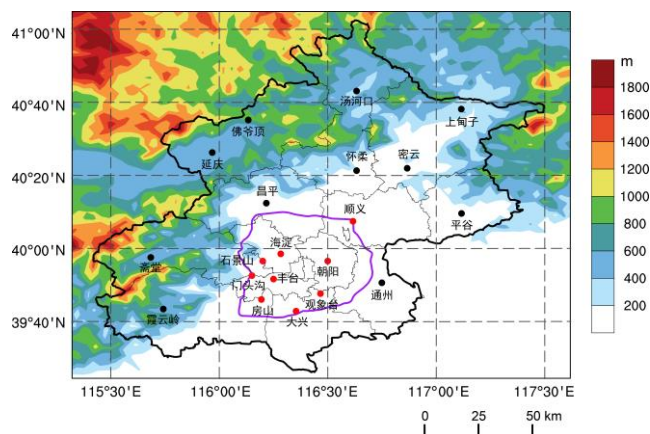 41°00′N
40°40′N
40°20′N
40°00′N
39°40′N
汤河口
上甸子
佛爷顶
延庆
怀柔
密云
昌平
顺义
平谷
海淀
石景山
朝阳
斋堂
门头沟
丰台
通州
观象台
霞云岭
房山
大兴
115°30′E
116°00′E
116°30′E
117°00′E
117°30′E
m
1800
1600
1400
1200
1000
800
600
400
200
0 25 50 km